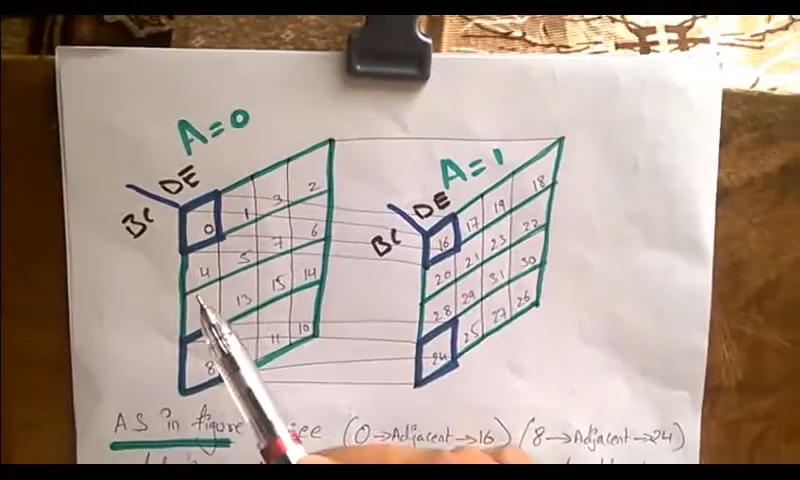 A=0
DE
BC
0 1 3 2
4 5 7 6
13 15 14
8 11 10
A=1
DE
BC
16 17 19 18
20 21 23 22
28 29 31 30
24 25 27 26
AS in figure (0→Adjacent→16) (8→Adjacent→24)